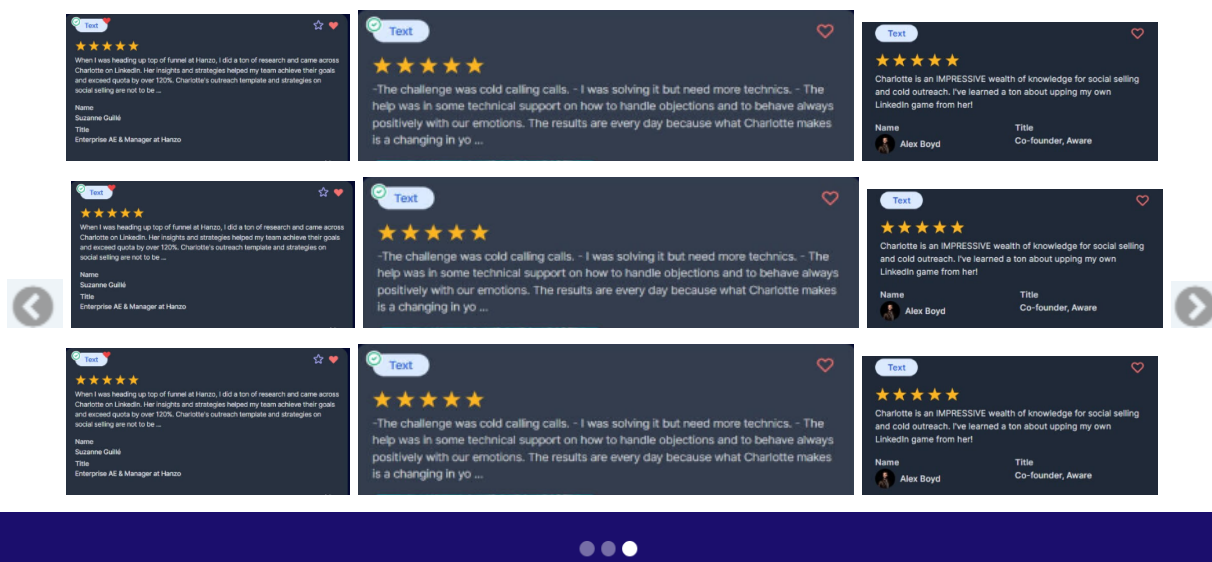 Text
When I was heading up top of funnel at Hanzo, I did a ton of research and came across
Charlotte on LinkedIn. Her insights and strategies helped my team achieve their goals
and exceed quota by over 120%. Charlotte's outreach template and strategies on
social selling are not to be ...
Name
Suzanne Guillé
Title
Enterprise AE & Manager at Hanzo
Text
-The challenge was cold calling calls. - I was solving it but need more technics. - The
help was in some technical support on how to handle objections and to behave always
positively with our emotions. The results are every day because what Charlotte makes
is a changing in yo ...
Text
Charlotte is an IMPRESSIVE wealth of knowledge for social selling
and cold outreach. I've learned a ton about upping my own
LinkedIn game from her!
Name Title
Alex Boyd Co-founder, Aware
Text
When I was heading up top of funnel at Hanzo, I did a ton of research and came across
Charlotte on LinkedIn. Her insights and strategies helped my team achieve their goals
and exceed quota by over 120%. Charlotte's outreach template and strategies on
social selling are not to be ...
Name
Suzanne Guillé
Title
Enterprise AE & Manager at Hanzo
Text
-The challenge was cold calling calls. - I was solving it but need more technics. - The
help was in some technical support on how to handle objections and to behave always
positively with our emotions. The results are every day because what Charlotte makes
is a changing in yo ...
Text
Charlotte is an IMPRESSIVE wealth of knowledge for social selling
and cold outreach. I've learned a ton about upping my own
LinkedIn game from her!
Name Title
Alex Boyd Co-founder, Aware
Text
When I was heading up top of funnel at Hanzo, I did a ton of research and came across
Charlotte on LinkedIn. Her insights and strategies helped my team achieve their goals
and exceed quota by over 120%. Charlotte's outreach template and strategies on
social selling are not to be ...
Name
Suzanne Guillé
Title
Enterprise AE & Manager at Hanzo
Text
-The challenge was cold calling calls. - I was solving it but need more technics. - The
help was in some technical support on how to handle objections and to behave always
positively with our emotions. The results are every day because what Charlotte makes
is a changing in yo ...
Text
Charlotte is an IMPRESSIVE wealth of knowledge for social selling
and cold outreach. I've learned a ton about upping my own
LinkedIn game from her!
Name Title
Alex Boyd Co-founder, Aware